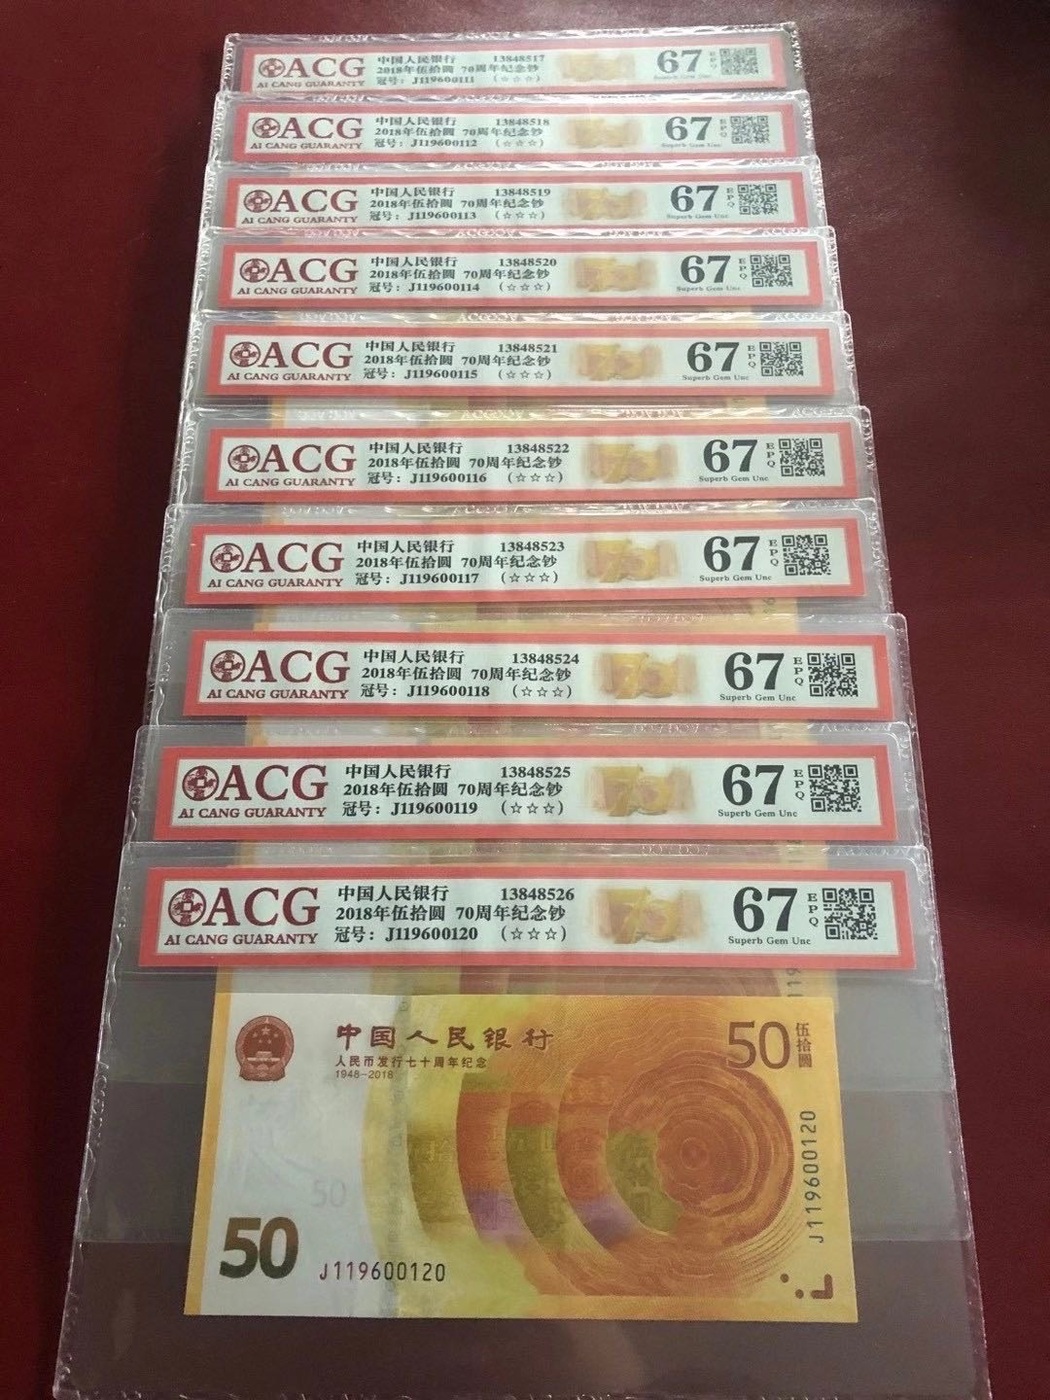 ACG
AI CANG GUARANTY
中国人民银行 13848517
2018年伍拾圆 70周年纪念钞
冠号：J119600111 (☆☆☆)
67
EPQ
ACG
AI CANG GUARANTY
中国人民银行 13848518
2018年伍拾圆 70周年纪念钞
冠号：J119600112 (☆☆☆)
67
EPQ
Superb Gem Unc
ACG
AI CANG GUARANTY
中国人民银行 13848519
2018年伍拾圆 70周年纪念钞
冠号：J119600113 (☆☆☆)
67
EPQ
Superb Gem Unc
ACG
AI CANG GUARANTY
中国人民银行 13848520
2018年伍拾圆 70周年纪念钞
冠号：J119600114 (☆☆☆)
67
EPQ
Superb Gem Unc
ACG
AI CANG GUARANTY
中国人民银行 13848521
2018年伍拾圆 70周年纪念钞
冠号：J119600115 (☆☆☆)
67
EPQ
Superb Gem Unc
ACG
AI CANG GUARANTY
中国人民银行 13848522
2018年伍拾圆 70周年纪念钞
冠号：J119600116 (☆☆☆)
67
EPQ
Superb Gem Unc
ACG
AI CANG GUARANTY
中国人民银行 13848523
2018年伍拾圆 70周年纪念钞
冠号：J119600117 (☆☆☆)
67
EPQ
Superb Gem Unc
ACG
AI CANG GUARANTY
中国人民银行 13848524
2018年伍拾圆 70周年纪念钞
冠号：J119600118 (☆☆☆)
67
EPQ
Superb Gem Unc
ACG
AI CANG GUARANTY
中国人民银行 13848525
2018年伍拾圆 70周年纪念钞
冠号：J119600119 (☆☆☆)
67
EPQ
Superb Gem Unc
ACG
AI CANG GUARANTY
中国人民银行 13848526
2018年伍拾圆 70周年纪念钞
冠号：J119600120 (☆☆☆)
67
EPQ
Superb Gem Unc
中国人民银行
人民币发行七十周年纪念
1948-2018
50
伍拾圆
J119600120
50
50
J119600120